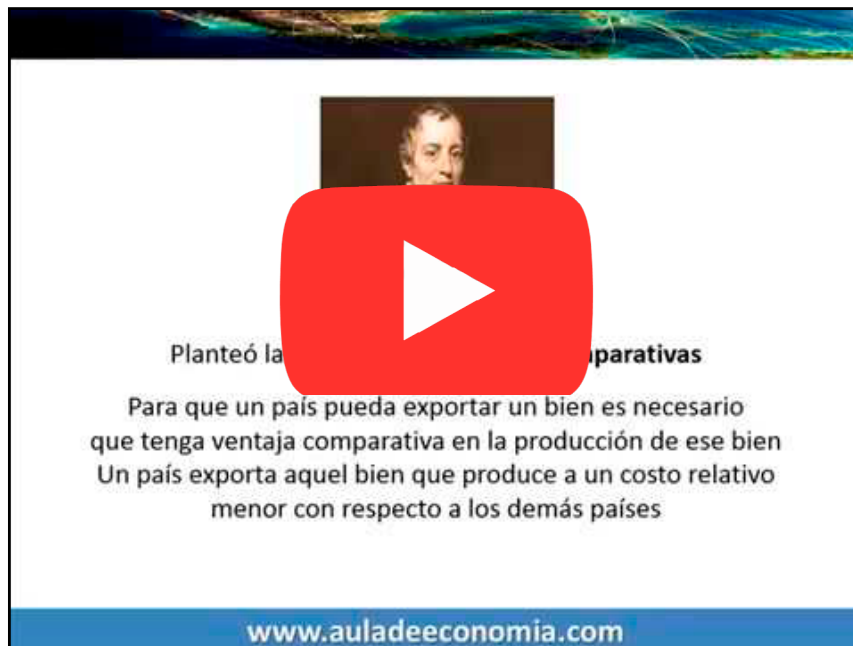 Planteó la
mparativas
Para que un país pueda exportar un bien es necesario
que tenga ventaja comparativa en la producción de ese bien
Un país exporta aquel bien que produce a un costo relativo
menor con respecto a los demás países
www.auladeeconomia.com